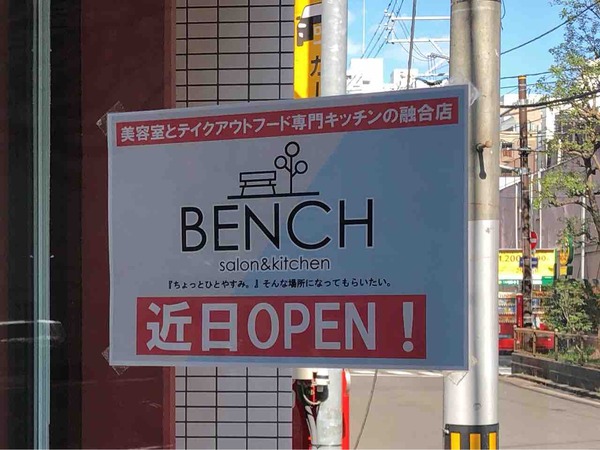 美容室とテイクアウトフード専門キッチンの融合店
BENCH
salon&kitchen
『ちょっとひとやすみ。』そんな場所になってもらいたい。
近日OPEN！